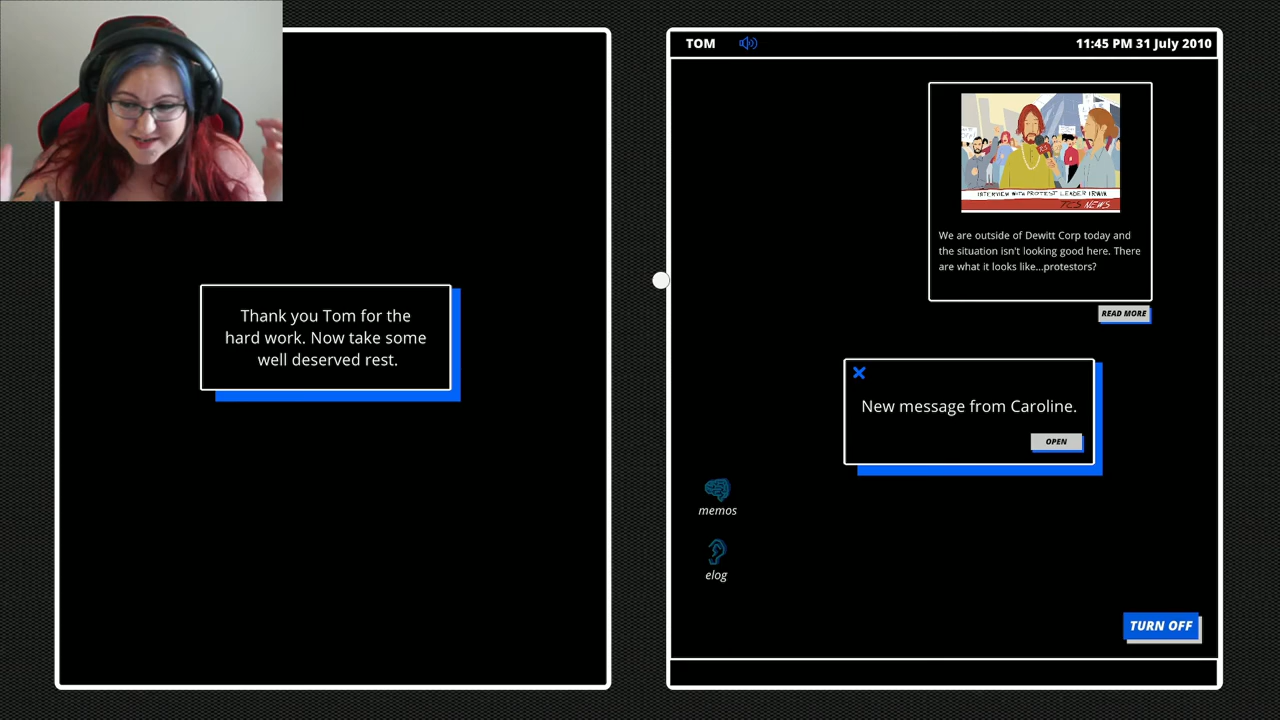 Thank you Tom for the
hard work. Now take some
well deserved rest.
TOM
11:45 PM 31 July 2010
INTERVIEW WITH PROTEST LEADER IRWIN
TCS NEWS
We are outside of Dewitt Corp today and
the situation isn't looking good here. There
are what it looks like...protestors?
READ MORE
New message from Caroline.
OPEN
memos
elog
TURN OFF